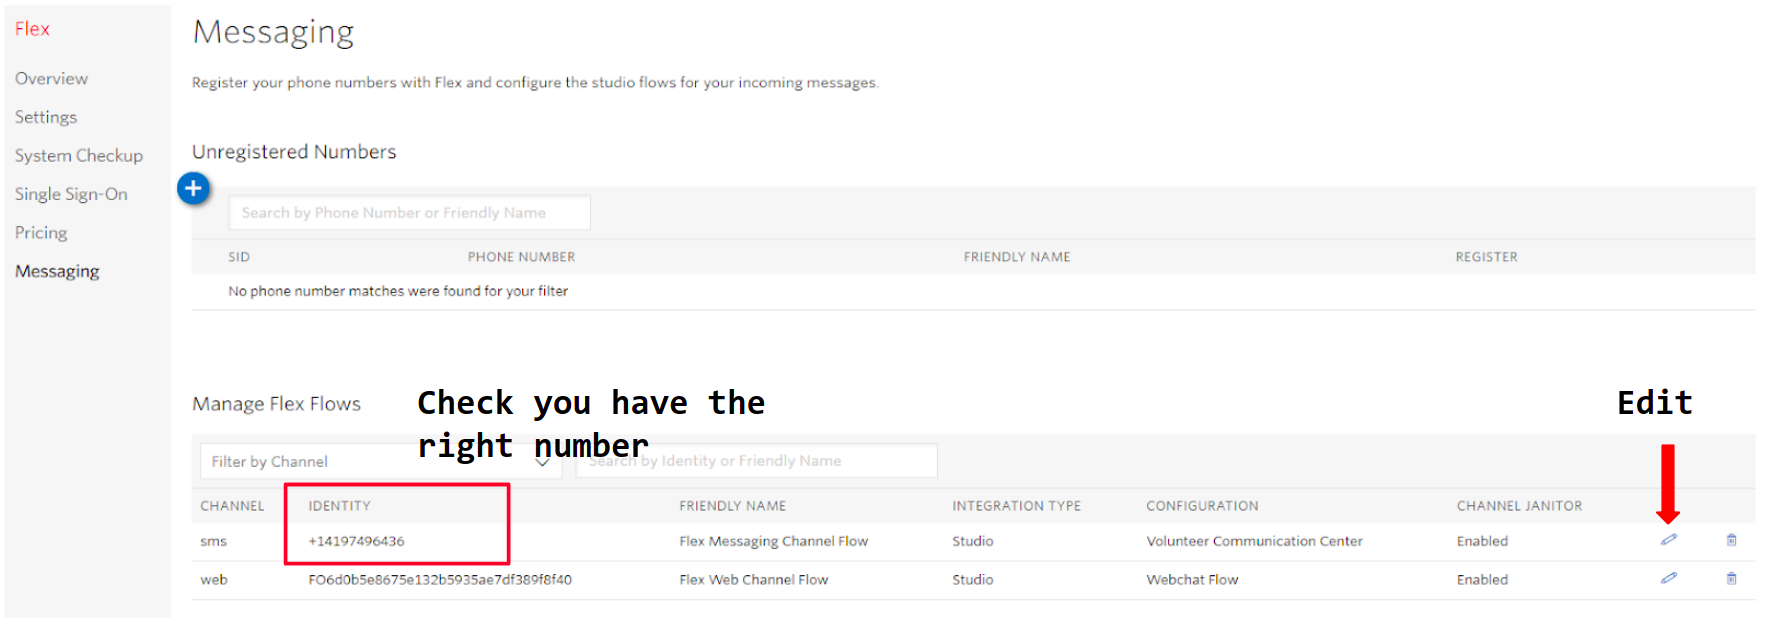 Flex
Overview
Settings
System Checkup
Single Sign-On
Pricing
Messaging
Messaging
Register your phone numbers with Flex and configure the studio flows for your incoming messages.
Unregistered Numbers
Search by Phone Number or Friendly Name
SID PHONE NUMBER FRIENDLY NAME REGISTER
No phone number matches were found for your filter
Manage Flex Flows
Check you have the
right number
Edit
Filter by Channel
Search by Identity or Friendly Name
CHANNEL IDENTITY FRIENDLY NAME INTEGRATION TYPE CONFIGURATION CHANNEL JANITOR
sms +14197496436 Flex Messaging Channel Flow Studio Volunteer Communication Center Enabled
web FO6d0b5e8675e132b5935ae7df389f8f40 Flex Web Channel Flow Studio Webchat Flow Enabled